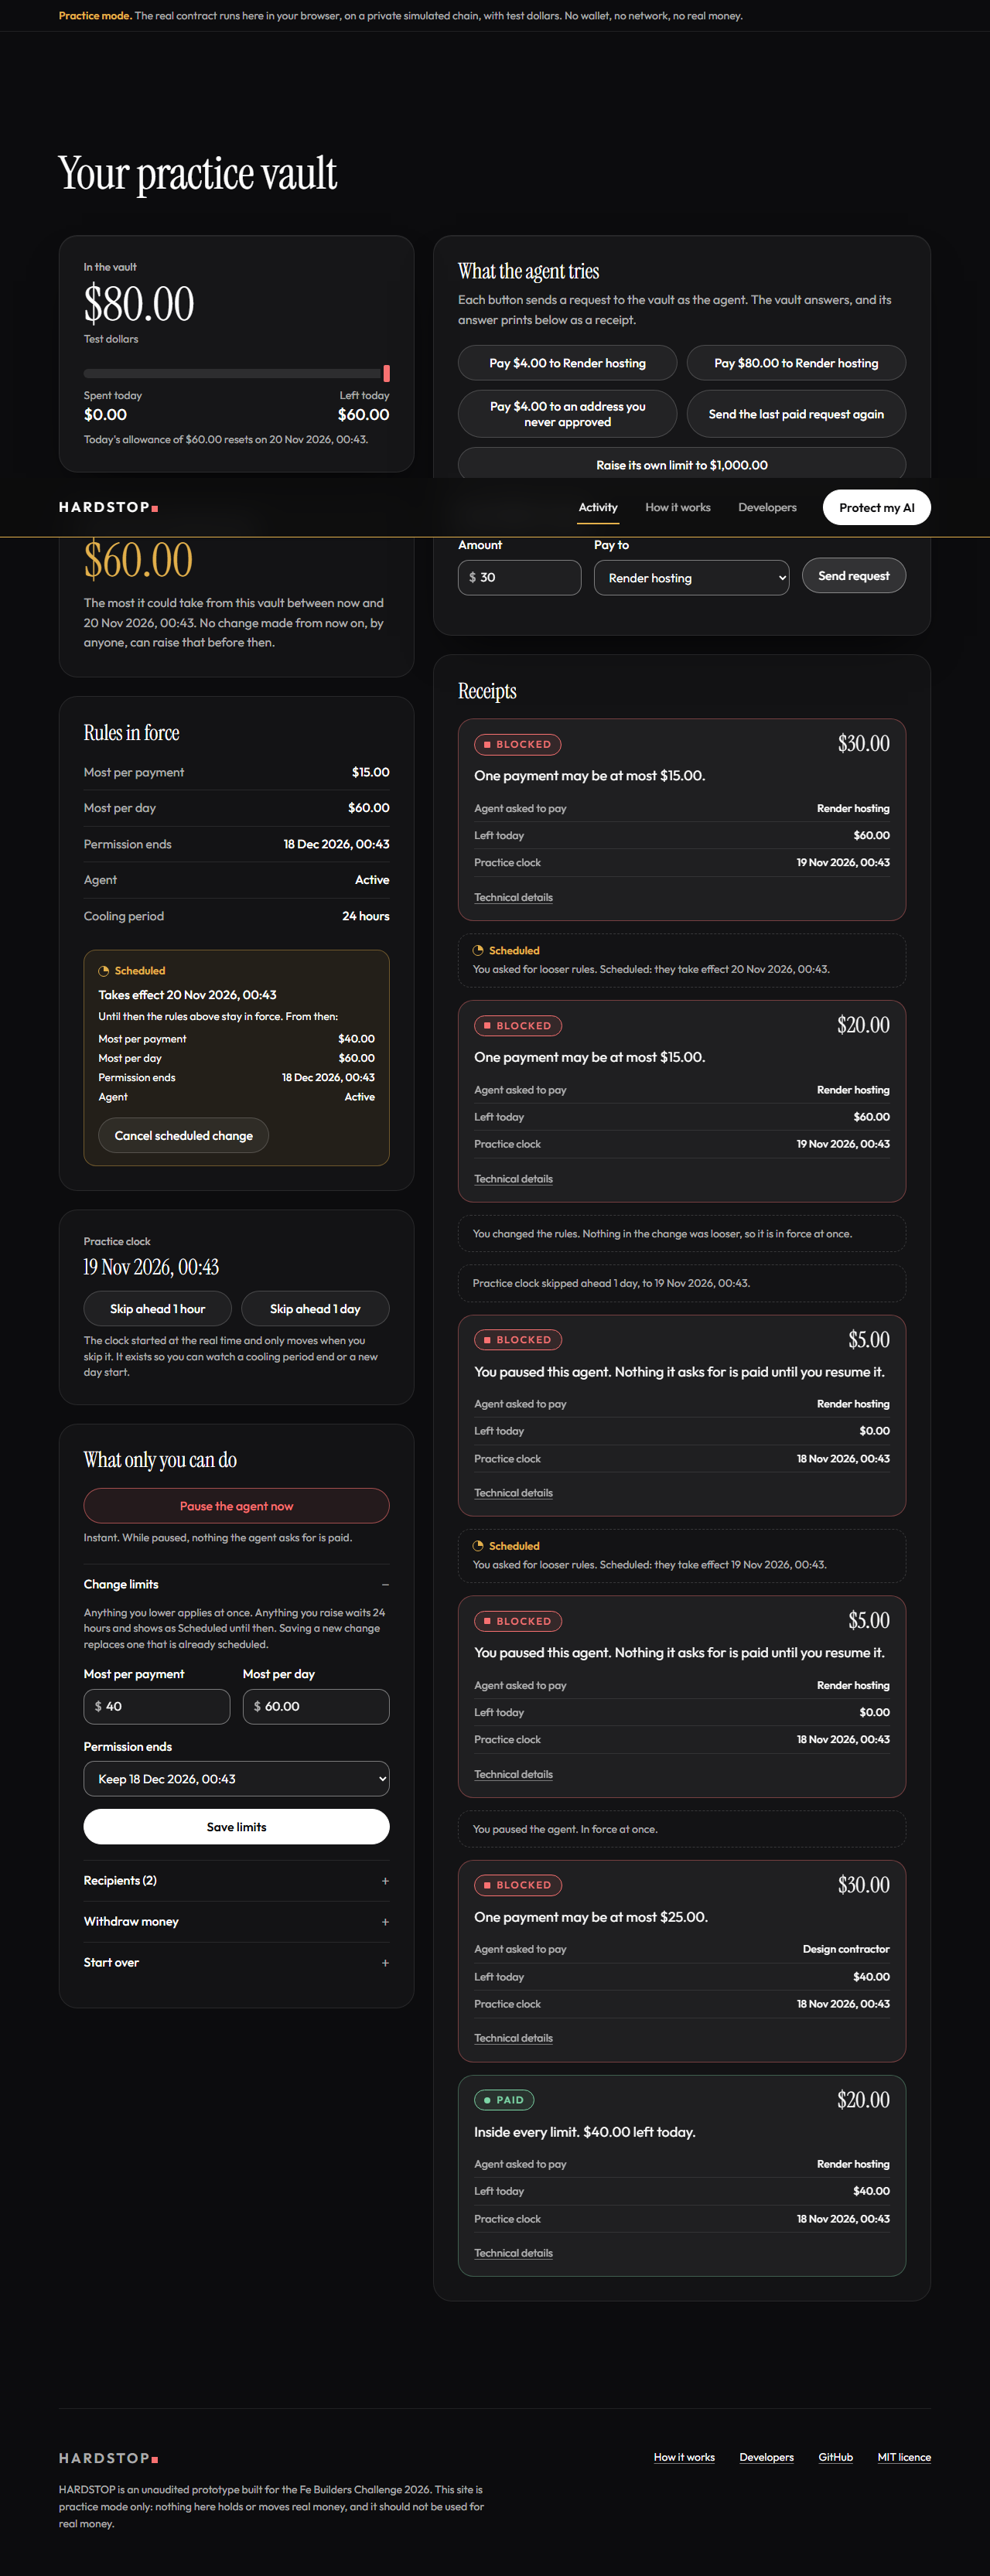 Practice mode. The real contract runs here in your browser, on a private simulated chain, with test dollars. No wallet, no network, no real money.
Your practice vault
In the vault
$80.00
Test dollars
Spent today
Left today
$0.00
$60.00
Today's allowance of $60.00 resets on 20 Nov 2026, 00:43.
What the agent tries
Each button sends a request to the vault as the agent. The vault answers, and its
answer prints below as a receipt.
Pay $4.00 to Render hosting
Pay $80.00 to Render hosting
Pay $4.00 to an address you
never approved
Send the last paid request again
Raise its own limit to $1,000.00
HARDSTOP
Activity
How it works
Developers
Protect my AI
$60.00
The most it could take from this vault between now and
20 Nov 2026, 00:43. No change made from now on, by
anyone, can raise that before then.
Amount
Pay to
$ 30
Render hosting
Send request
Rules in force
Most per payment
$15.00
Most per day
$60.00
Permission ends
18 Dec 2026, 00:43
Agent
Active
Cooling period
24 hours
Scheduled
Takes effect 20 Nov 2026, 00:43
Until then the rules above stay in force. From then:
Most per payment
$40.00
Most per day
$60.00
Permission ends
18 Dec 2026, 00:43
Agent
Active
Cancel scheduled change
Practice clock
19 Nov 2026, 00:43
Skip ahead 1 hour
Skip ahead 1 day
The clock started at the real time and only moves when you
skip it. It exists so you can watch a cooling period end or a new
day start.
What only you can do
Pause the agent now
Instant. While paused, nothing the agent asks for is paid.
Change limits
−
Anything you lower applies at once. Anything you raise waits 24
hours and shows as Scheduled until then. Saving a new change
replaces one that is already scheduled.
Most per payment
Most per day
$ 40
$ 60.00
Permission ends
Keep 18 Dec 2026, 00:43
Save limits
Recipients (2)
+
Withdraw money
+
Start over
+
Receipts
BLOCKED
$30.00
One payment may be at most $15.00.
Agent asked to pay
Render hosting
Left today
$60.00
Practice clock
19 Nov 2026, 00:43
Technical details
Scheduled
You asked for looser rules. Scheduled: they take effect 20 Nov 2026, 00:43.
BLOCKED
$20.00
One payment may be at most $15.00.
Agent asked to pay
Render hosting
Left today
$60.00
Practice clock
19 Nov 2026, 00:43
Technical details
You changed the rules. Nothing in the change was looser, so it is in force at once.
Practice clock skipped ahead 1 day, to 19 Nov 2026, 00:43.
BLOCKED
$5.00
You paused this agent. Nothing it asks for is paid until you resume it.
Agent asked to pay
Render hosting
Left today
$0.00
Practice clock
18 Nov 2026, 00:43
Technical details
Scheduled
You asked for looser rules. Scheduled: they take effect 19 Nov 2026, 00:43.
BLOCKED
$5.00
You paused this agent. Nothing it asks for is paid until you resume it.
Agent asked to pay
Render hosting
Left today
$0.00
Practice clock
18 Nov 2026, 00:43
Technical details
You paused the agent. In force at once.
BLOCKED
$30.00
One payment may be at most $25.00.
Agent asked to pay
Design contractor
Left today
$40.00
Practice clock
18 Nov 2026, 00:43
Technical details
PAID
$20.00
Inside every limit. $40.00 left today.
Agent asked to pay
Render hosting
Left today
$40.00
Practice clock
18 Nov 2026, 00:43
Technical details
HARDSTOP
How it works
Developers
GitHub
MIT licence
HARDSTOP is an unaudited prototype built for the Fe Builders Challenge 2026. This site is
practice mode only: nothing here holds or moves real money, and it should not be used for
real money.